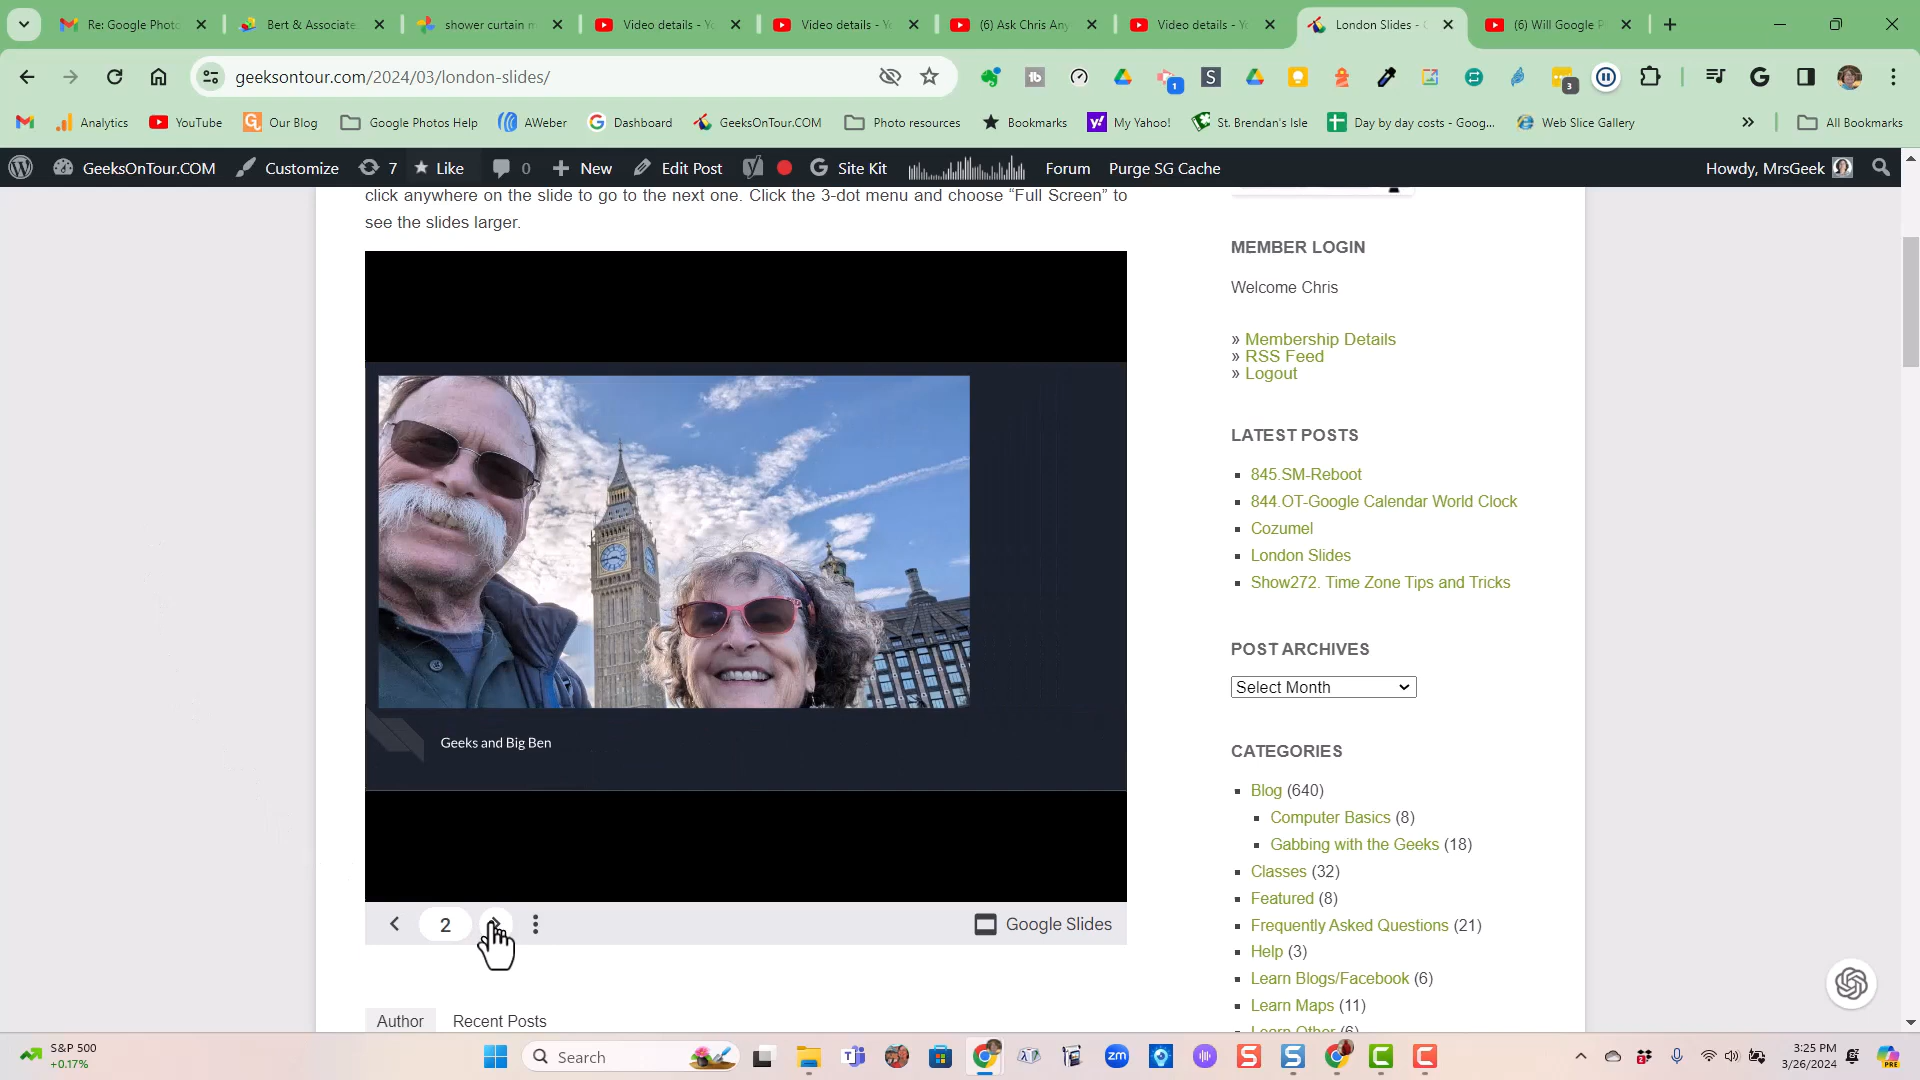 Re: Google Phot
Bert & Associate
shower curtain
Video details - Y
Video details - Y
(6) Ask Chris Any
Video details - Y
London Slides -
(6) Will Google P
geeksontour.com/2024/03/london-slides/
Analytics
YouTube
Our Blog
Google Photos Help
AWeber
Dashboard
GeeksOnTour.COM
Photo resources
Bookmarks
My Yahoo!
St. Brendan's Isle
Day by day costs - Goog...
Web Slice Gallery
»
All Bookmarks
GeeksOnTour.COM
Customize
7
Like
0
New
Edit Post
Site Kit
Forum
Purge SG Cache
Howdy, MrsGeek
click anywhere on the slide to go to the next one. Click the 3-dot menu and choose “Full Screen” to
see the slides larger.
Geeks and Big Ben
2
Google Slides
Author
Recent Posts
MEMBER LOGIN
Welcome Chris
» Membership Details
» RSS Feed
» Logout
LATEST POSTS
845.SM-Reboot
844.OT-Google Calendar World Clock
Cozumel
London Slides
Show272. Time Zone Tips and Tricks
POST ARCHIVES
Select Month
CATEGORIES
Blog (640)
Computer Basics (8)
Gabbing with the Geeks (18)
Classes (32)
Featured (8)
Frequently Asked Questions (21)
Help (3)
Learn Blogs/Facebook (6)
Learn Maps (11)
Learn Other (6)
S&P 500
+0.17%
Search
zm
3:25 PM
3/26/2024